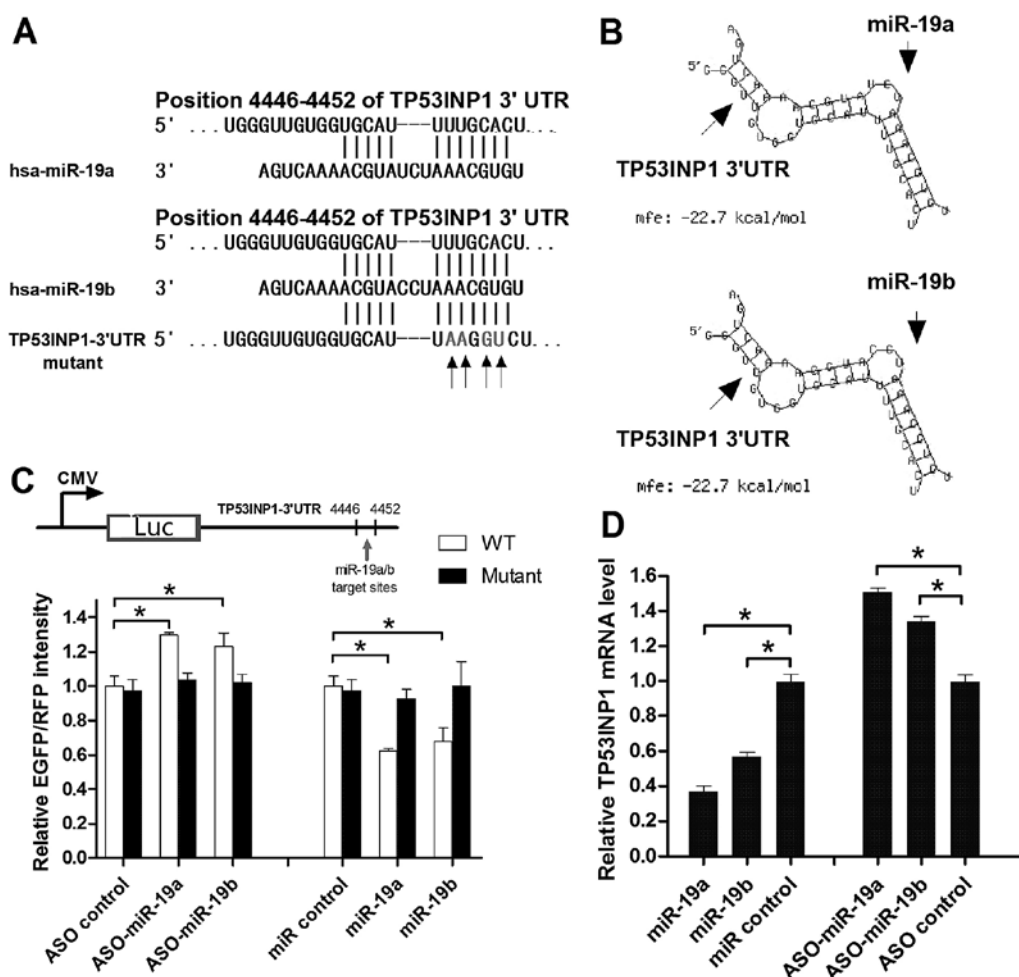 A
Position 4446-4452 of TP53INP1 3' UTR
5' ...UGGGUUGUGGUGCAU---UUUGCACU...
hsa-miR-19a 3' AGUCAAAACGUAUCUAAACGUGU
Position 4446-4452 of TP53INP1 3' UTR
5' ...UGGGUUGUGGUGCAU---UUUGCACU...
hsa-miR-19b 3' AGUCAAAACGUACCUAAACGUGU
TP53INP1-3'UTR 5' ...UGGGUUGUGGUGCAU---UAAGGUCU...
mutant
B
miR-19a
5'
TP53INP1 3'UTR
mfe: -22.7 kcal/mol
miR-19b
5'
TP53INP1 3'UTR
mfe: -22.7 kcal/mol
C
CMV
Luc
TP53INP1-3'UTR 4446 4452
miR-19a/b
target sites
WT
Mutant
Relative EGFP/RFP intensity
1.4
1.2
1.0
0.8
0.6
0.4
0.2
0.0
* * * *
ASO control
ASO-miR-19a
ASO-miR-19b
miR control
miR-19a
miR-19b
D
Relative TP53INP1 mRNA level
1.6
1.4
1.2
1.0
0.8
0.6
0.4
0.2
0.0
* * * *
miR-19a
miR-19b
miR control
ASO-miR-19a
ASO-miR-19b
ASO control